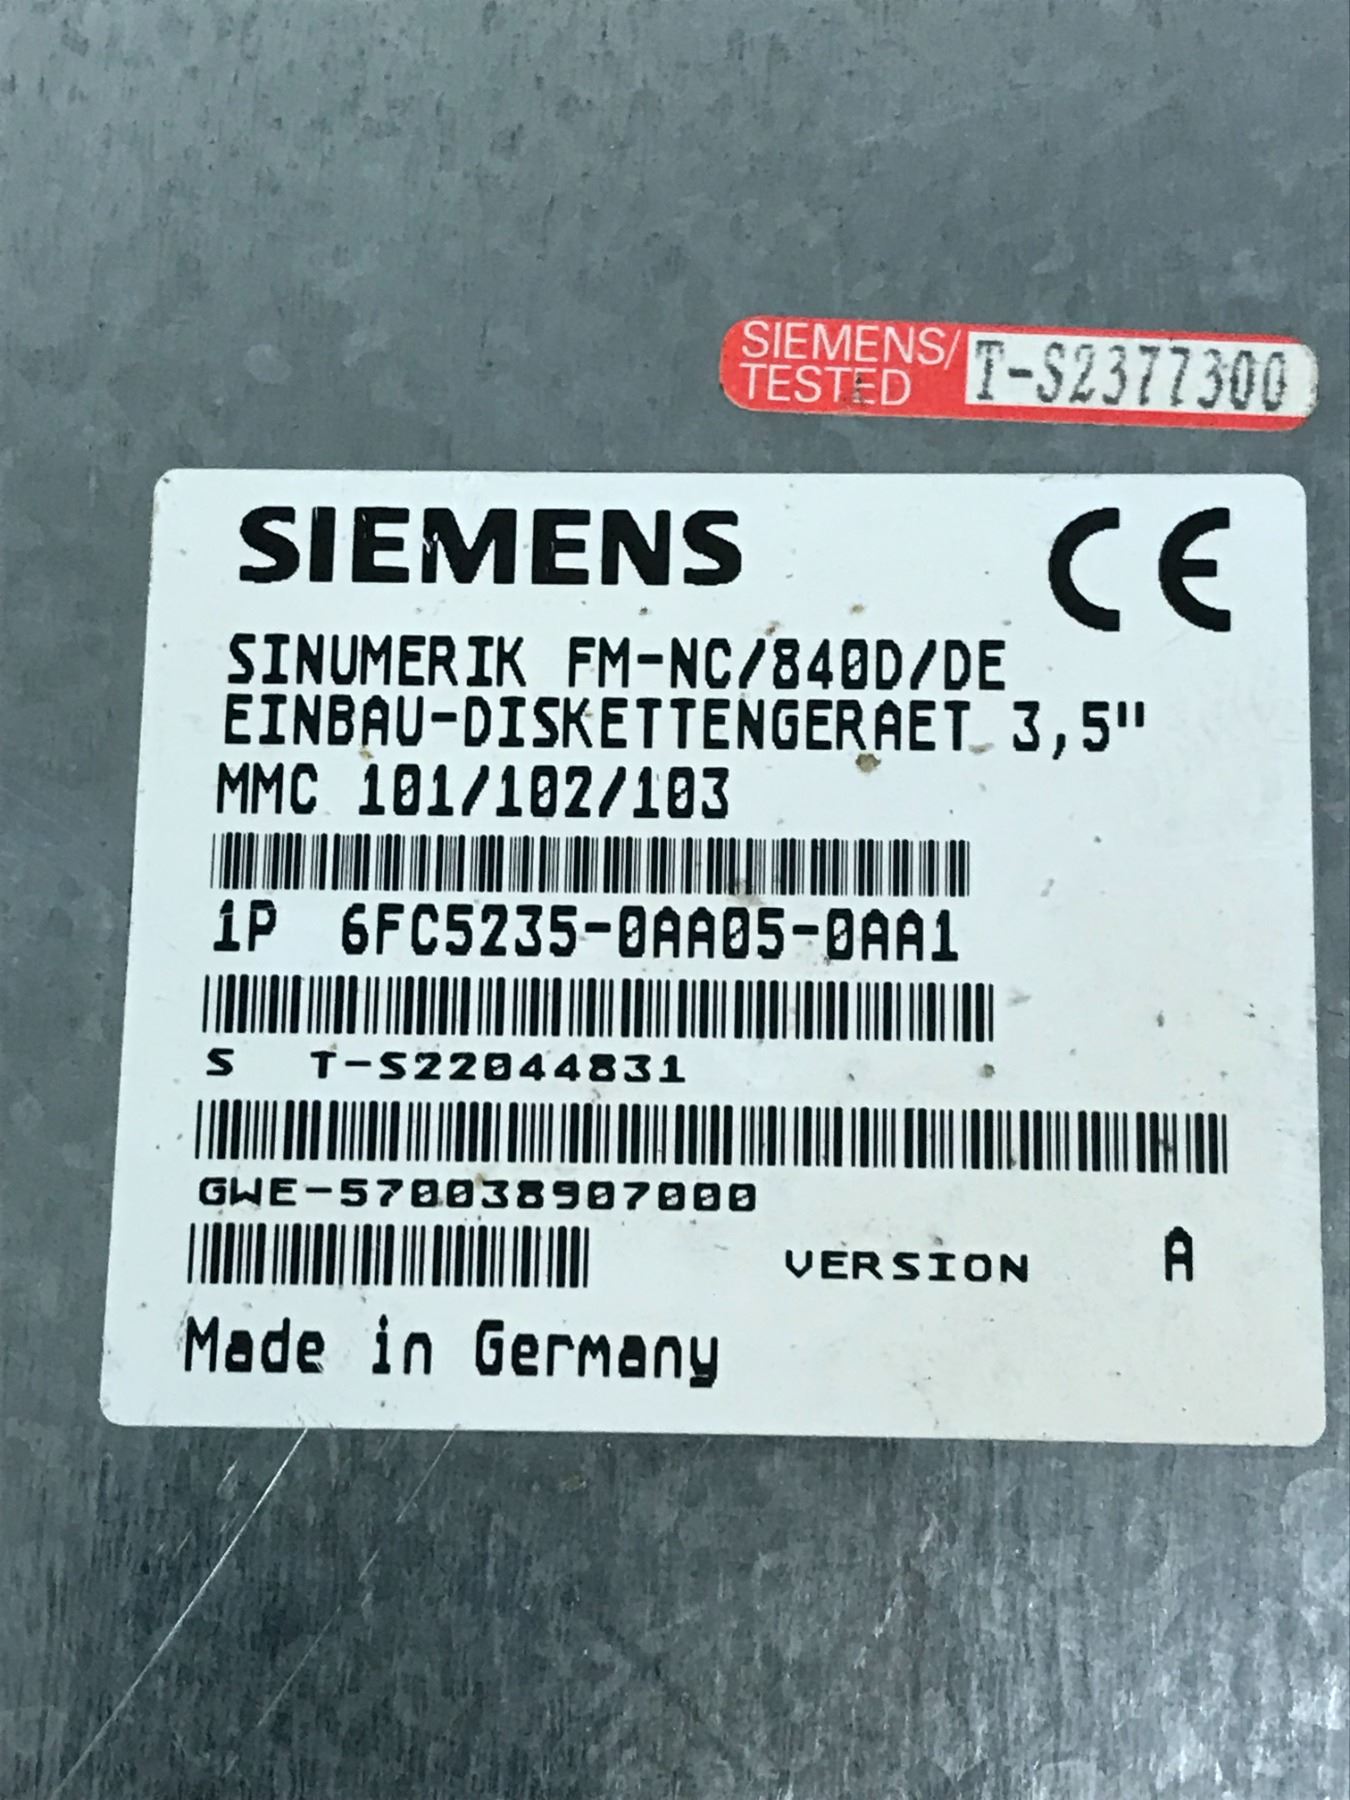 SIEMENS/
TESTED
T-S2377300
SIEMENS CE
SINUMERIK FM-NC/840D/DE
EINBAU-DISKETTENGERAET 3,5"
MMC 101/102/103
1P 6FC5235-0AA05-0AA1
S T-S22044831
GWE-570038907000
VERSION A
Made in Germany